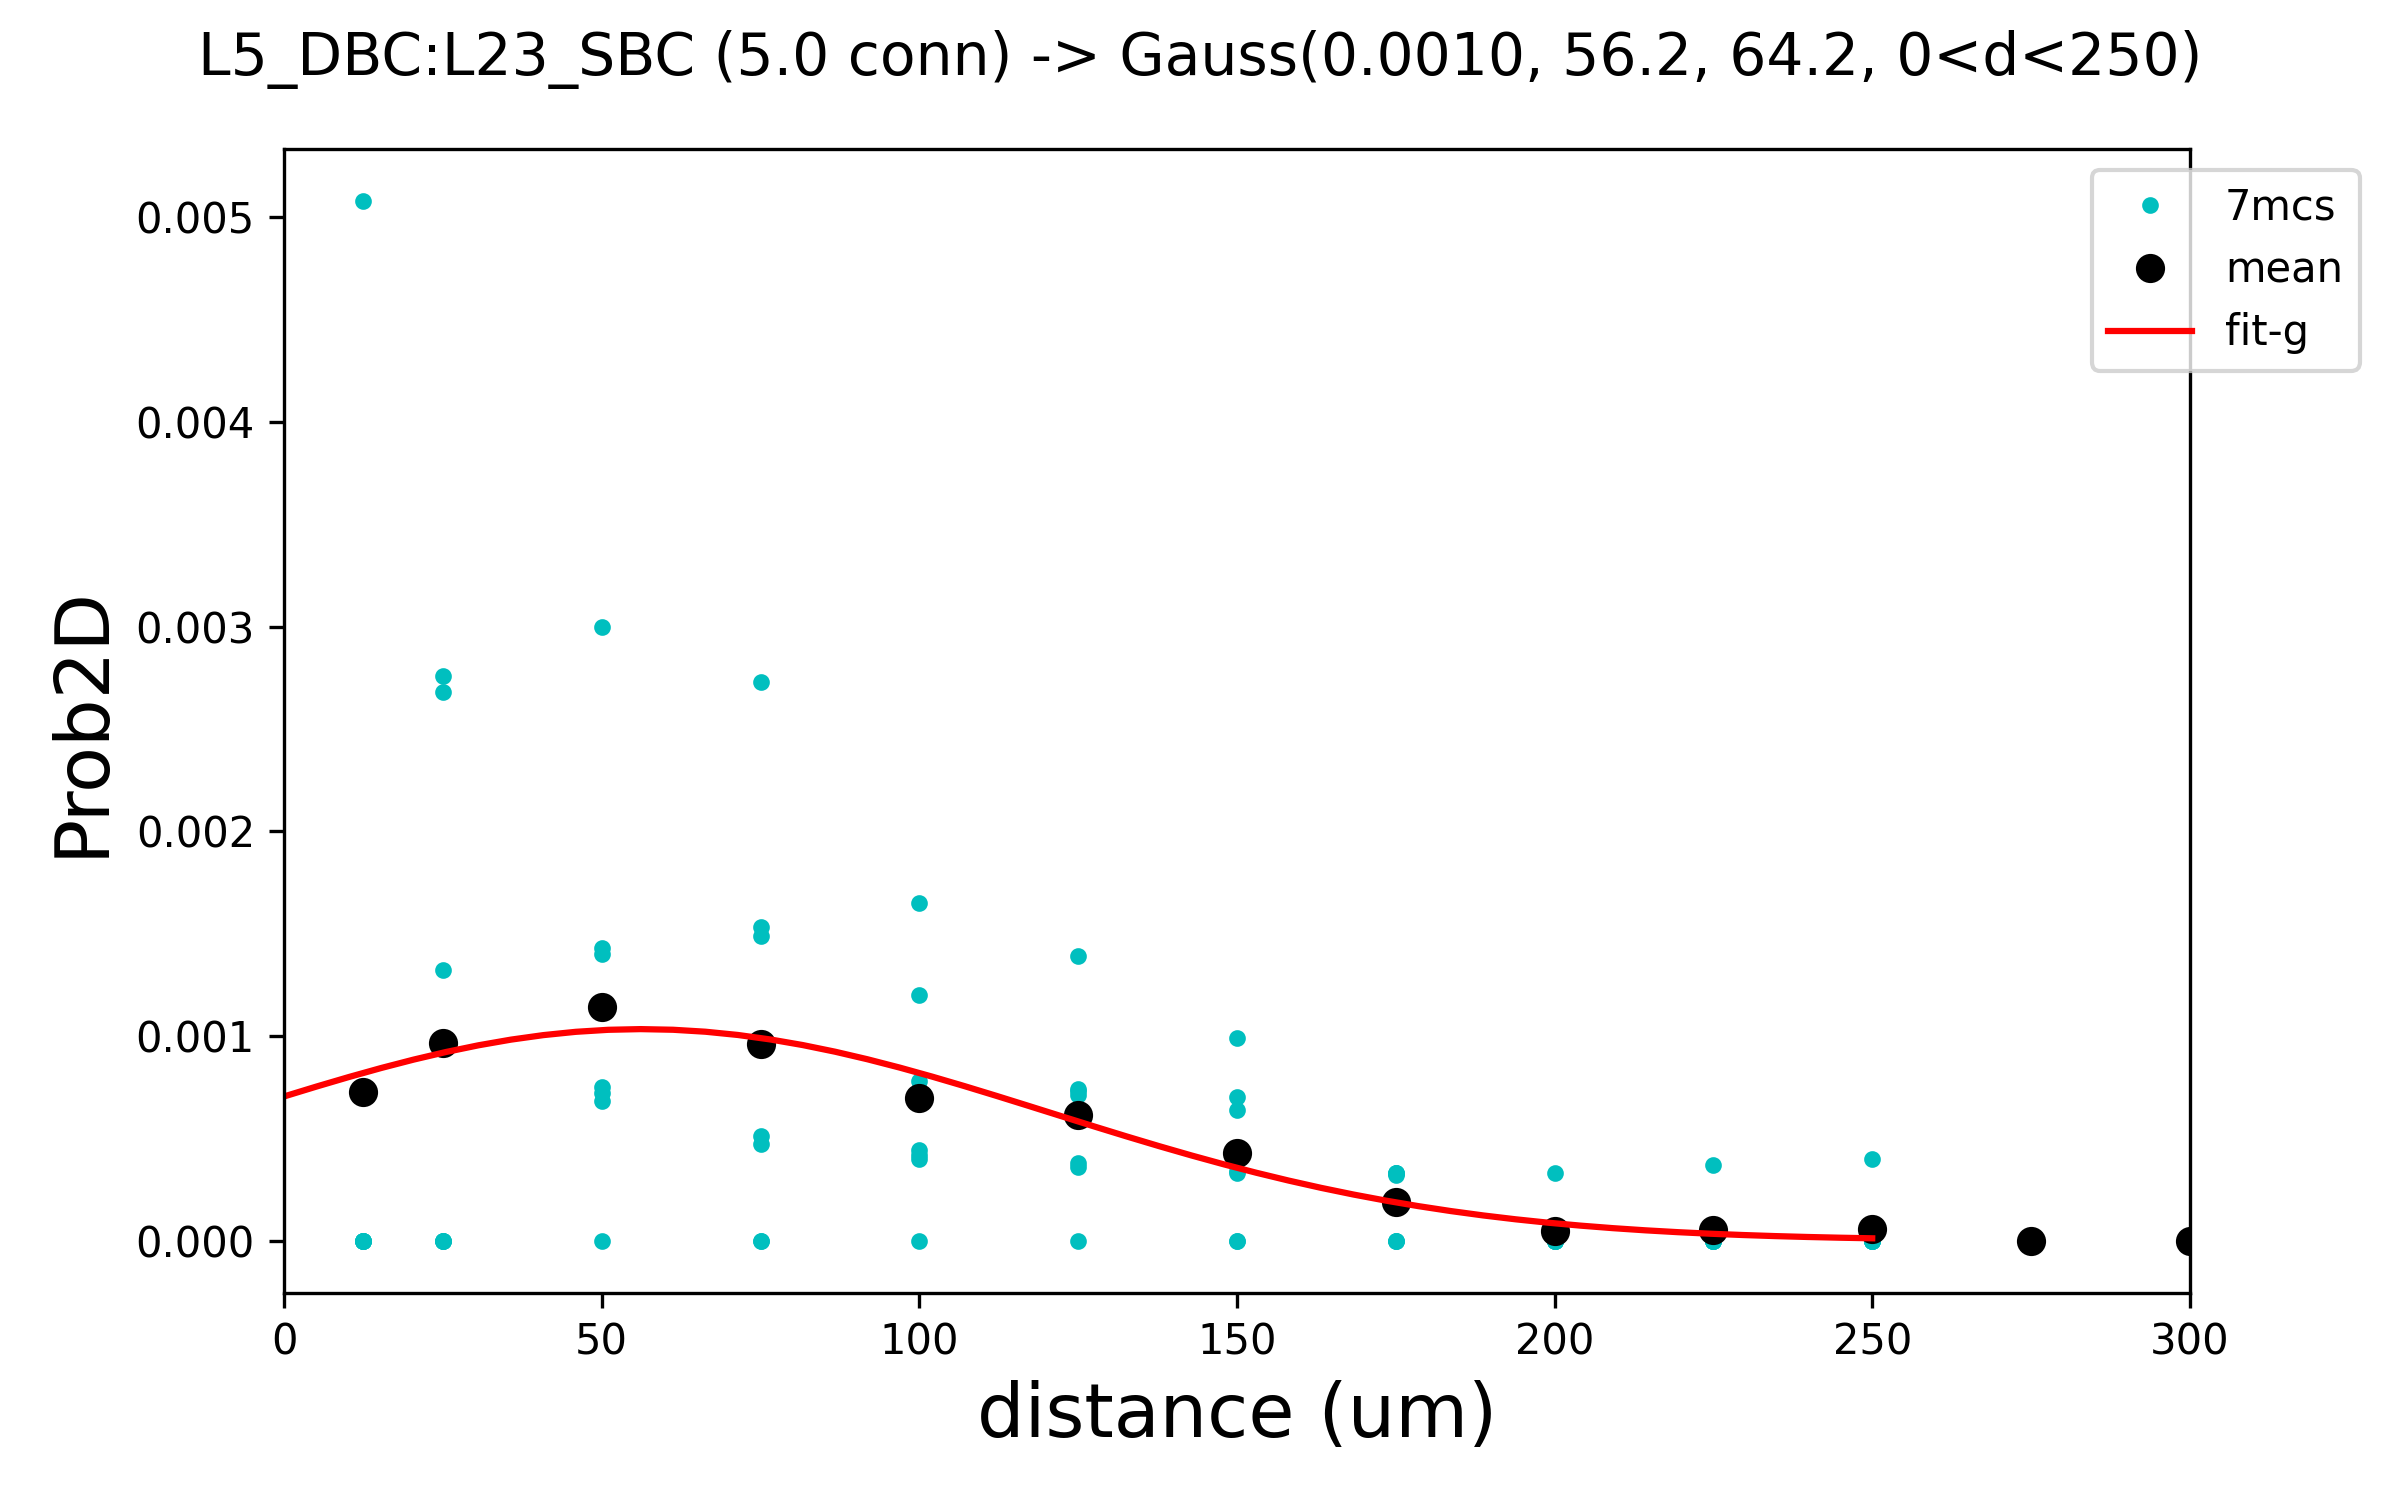 L5_DBC:L23_SBC (5.0 conn) -> Gauss(0.0010, 56.2, 64.2, 0<d<250)
7mcs
mean
fit-g
Prob2D
0.005
0.004
0.003
0.002
0.001
0.000
0 50 100 150 200 250 300
distance (um)